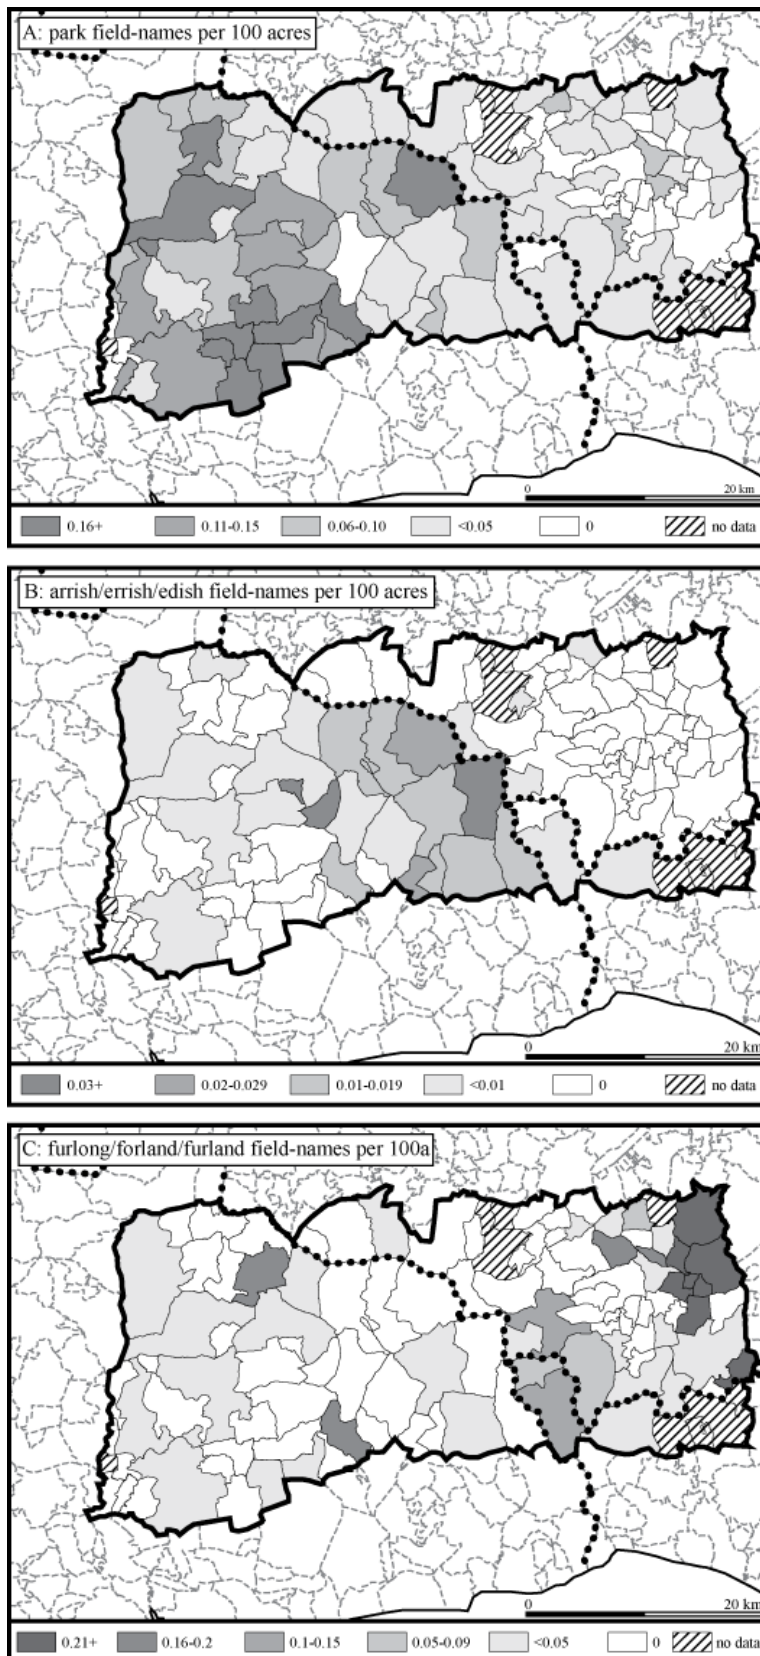 A: park field-names per 100 acres
0 20 km
0.16+ 0.11-0.15 0.06-0.10 <0.05 0 no data
B: arrish/errish/edish field-names per 100 acres
0 20 km
0.03+ 0.02-0.029 0.01-0.019 <0.01 0 no data
C: furlong/forland/furland field-names per 100a
0 20 km
0.21+ 0.16-0.2 0.1-0.15 0.05-0.09 <0.05 0 no data